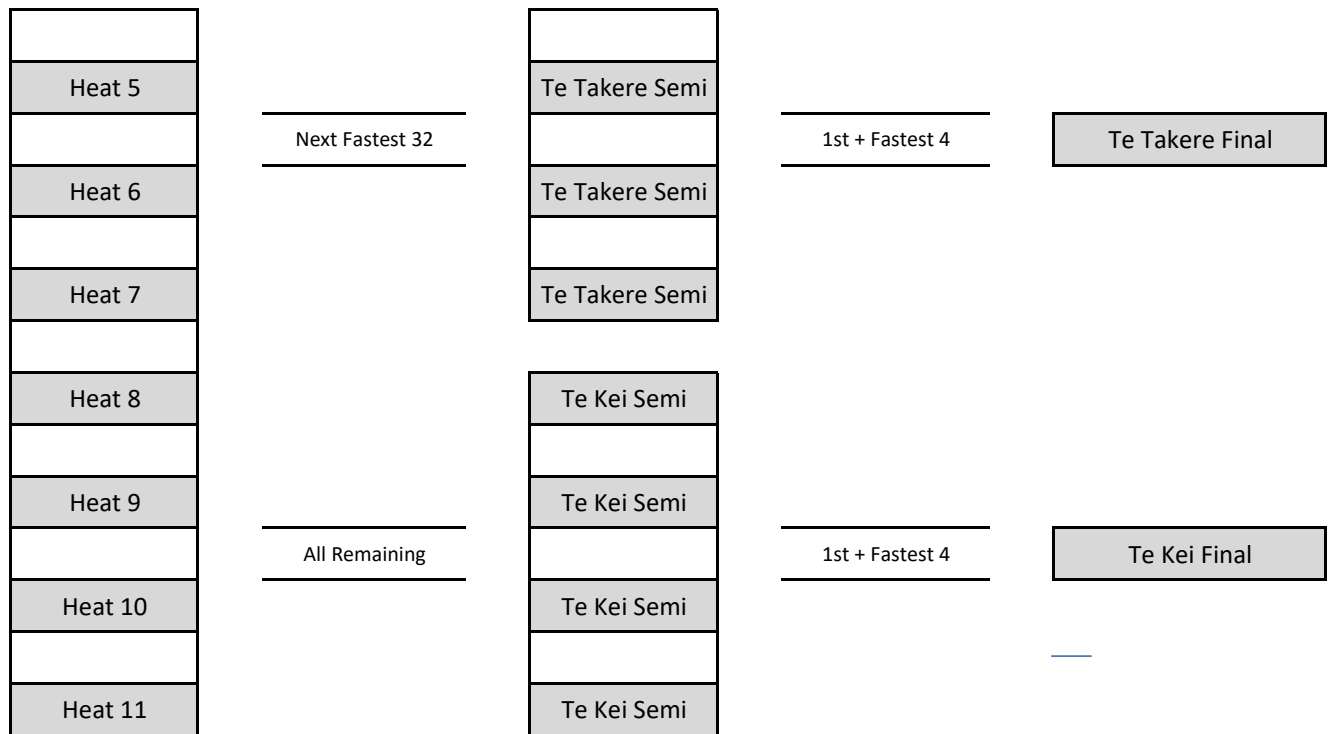 Heat 5
Te Takere Semi
Next Fastest 32
1st + Fastest 4
Te Takere Final
Heat 6
Te Takere Semi
Heat 7
Te Takere Semi
Heat 8
Te Kei Semi
Heat 9
Te Kei Semi
All Remaining
1st + Fastest 4
Te Kei Final
Heat 10
Te Kei Semi
Heat 11
Te Kei Semi